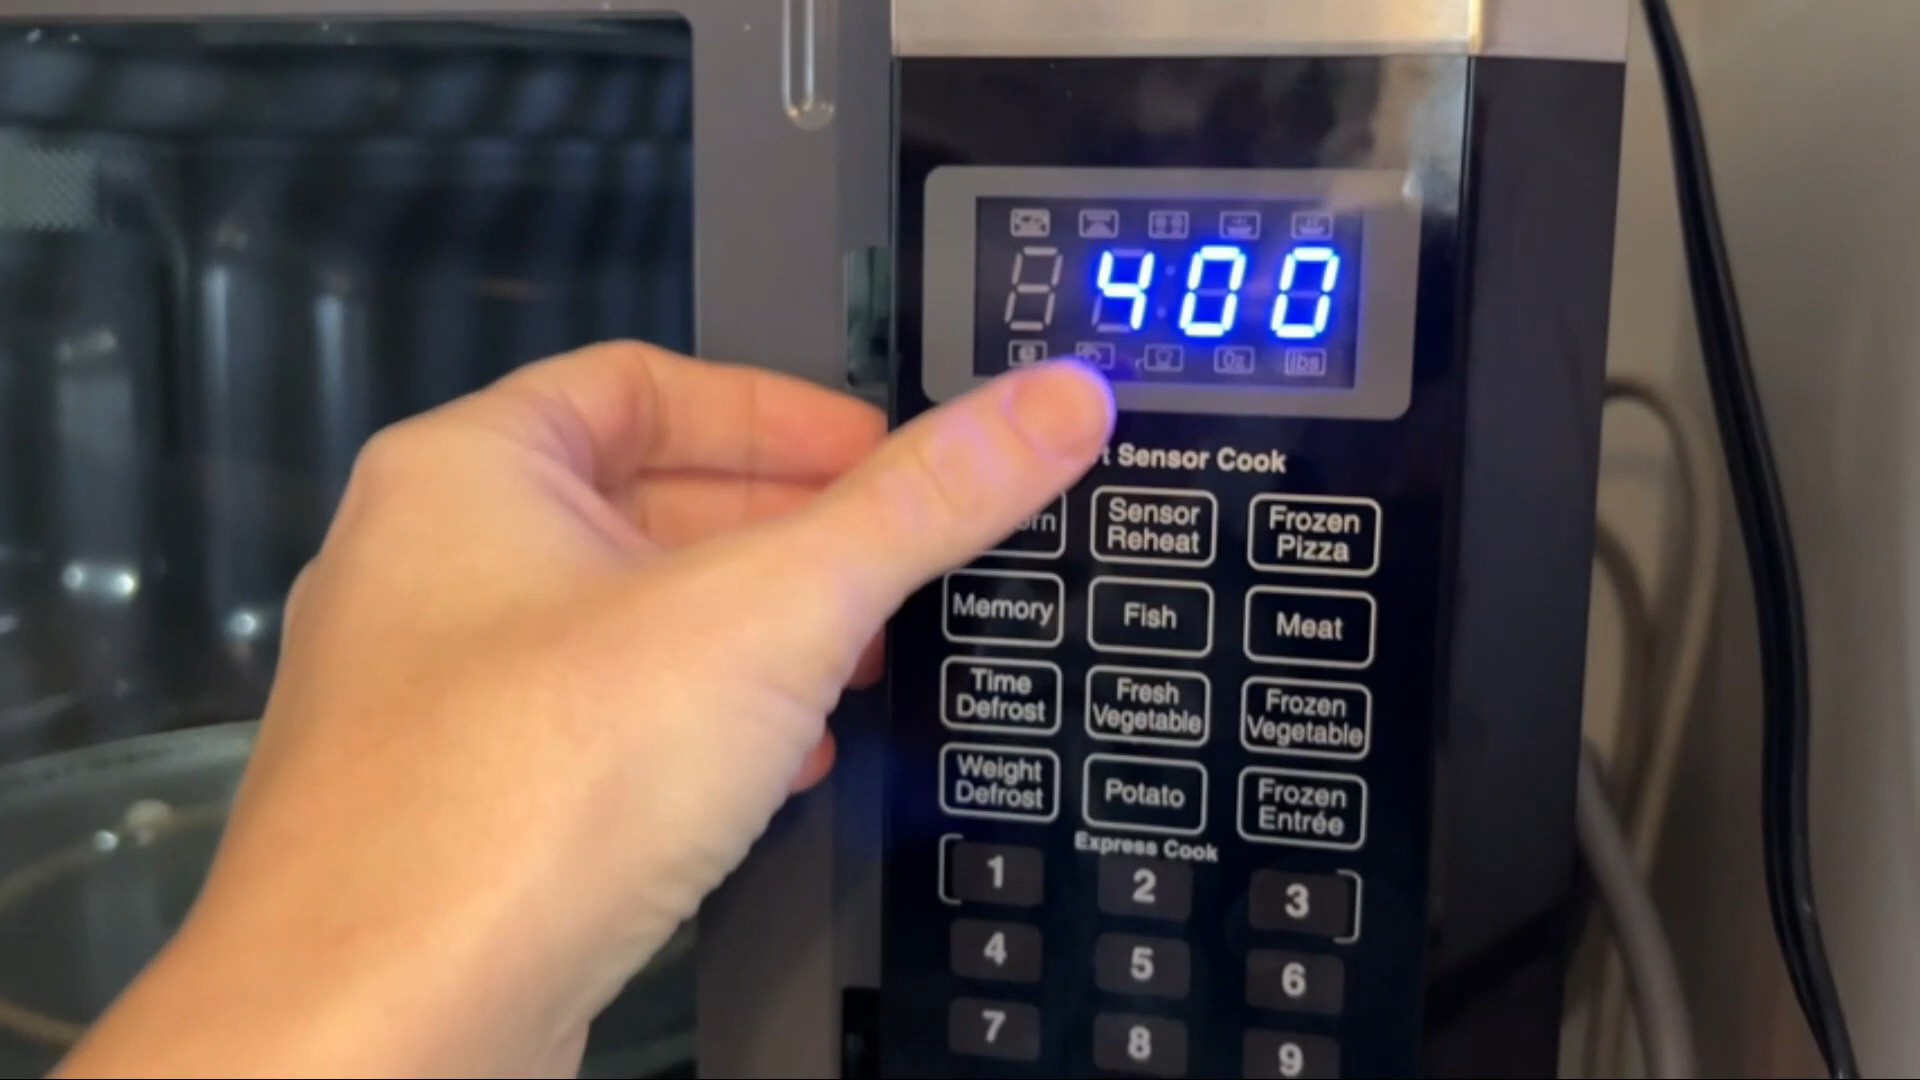 400
Oz
lbs
Sensor Cook
Sensor
Reheat
Frozen
Pizza
Memory
Fish
Meat
Time
Defrost
Fresh
Vegetable
Frozen
Vegetable
Weight
Defrost
Potato
Frozen
Entrée
Express Cook
1
2
3
4
5
6
7
8
9